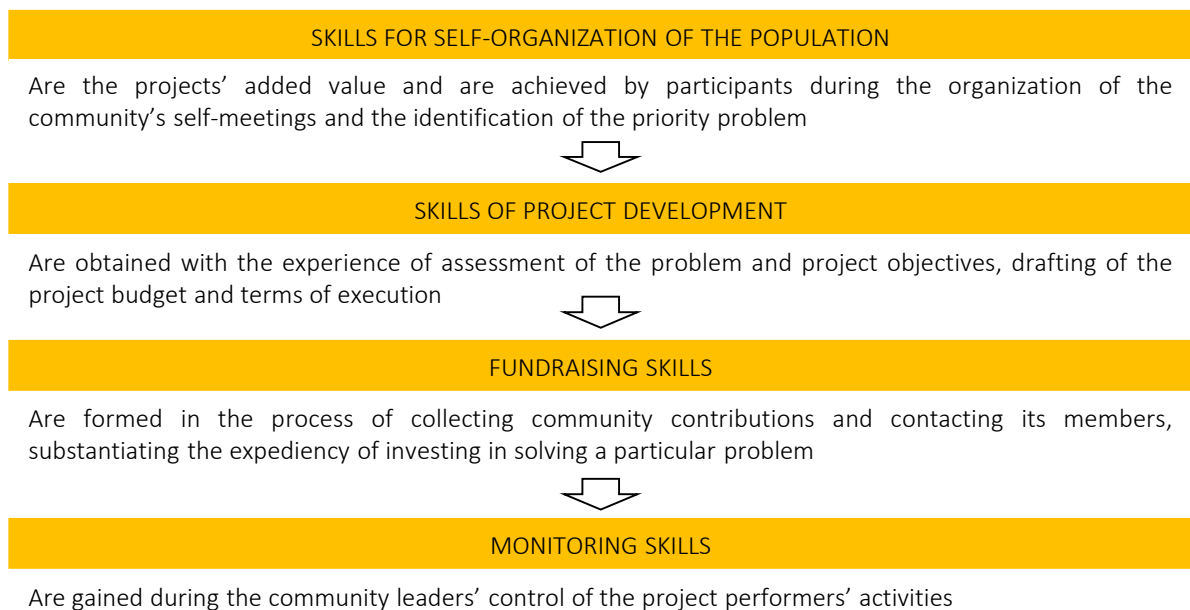 SKILLS FOR SELF-ORGANIZATION OF THE POPULATION
Are the projects’ added value and are achieved by participants during the organization of the
community’s self-meetings and the identification of the priority problem
SKILLS OF PROJECT DEVELOPMENT
Are obtained with the experience of assessment of the problem and project objectives, drafting of the
project budget and terms of execution
FUNDRAISING SKILLS
Are formed in the process of collecting community contributions and contacting its members,
substantiating the expediency of investing in solving a particular problem
MONITORING SKILLS
Are gained during the community leaders’ control of the project performers’ activities